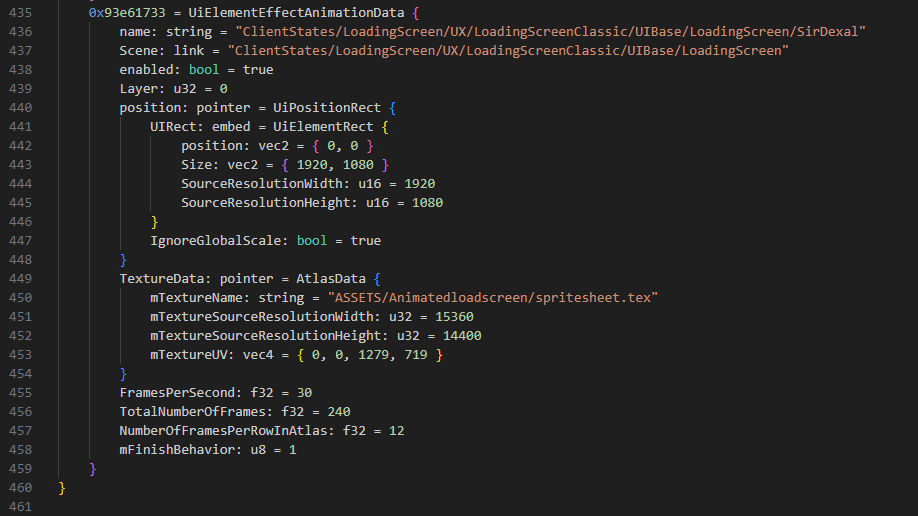 435 0x93e61733 = UiElementEffectAnimationData {
436 name: string = "ClientStates/LoadingScreen/UX/LoadingScreenClassic/UIBase/LoadingScreen/SirDexal"
437 Scene: link = "ClientStates/LoadingScreen/UX/LoadingScreenClassic/UIBase/LoadingScreen"
438 enabled: bool = true
439 Layer: u32 = 0
440 position: pointer = UiPositionRect {
441 UIRect: embed = UiElementRect {
442 position: vec2 = { 0, 0 }
443 Size: vec2 = { 1920, 1080 }
444 SourceResolutionWidth: u16 = 1920
445 SourceResolutionHeight: u16 = 1080
446 }
447 IgnoreGlobalScale: bool = true
448 }
449 TextureData: pointer = AtlasData {
450 mTextureName: string = "ASSETS/Animatedloadscreen/spritesheet.tex"
451 mTextureSourceResolutionWidth: u32 = 15360
452 mTextureSourceResolutionHeight: u32 = 14400
453 mTextureUV: vec4 = { 0, 0, 1279, 719 }
454 }
455 FramesPerSecond: f32 = 30
456 TotalNumberOfFrames: f32 = 240
457 NumberOfFramesPerRowInAtlas: f32 = 12
458 mFinishBehavior: u8 = 1
459 }
460 }
461